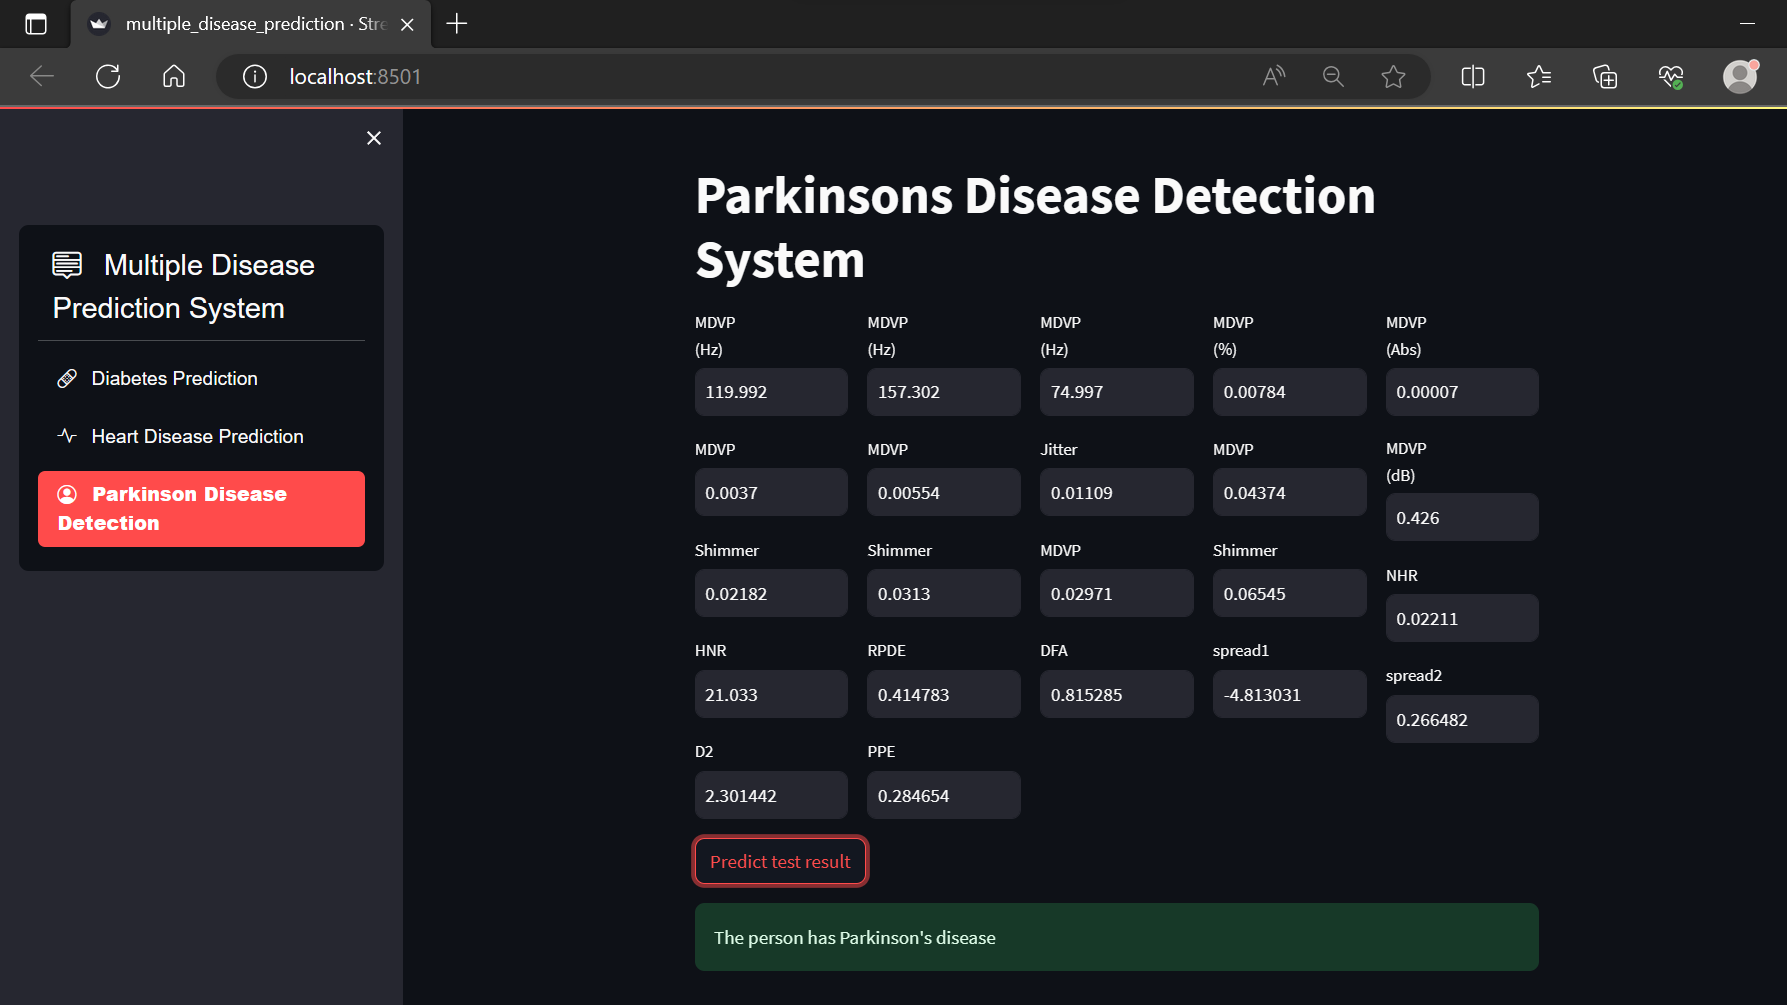 multiple_disease_prediction · Stre
localhost:8501
Multiple Disease
Prediction System
Diabetes Prediction
Heart Disease Prediction
Parkinson Disease
Detection
Parkinsons Disease Detection
System
MDVP MDVP MDVP MDVP MDVP
(Hz) (Hz) (Hz) (%) (Abs)
119.992 157.302 74.997 0.00784 0.00007
MDVP MDVP Jitter MDVP MDVP
(dB)
0.0037 0.00554 0.01109 0.04374 0.426
Shimmer Shimmer MDVP Shimmer NHR
0.02182 0.0313 0.02971 0.06545 0.02211
HNR RPDE DFA spread1 spread2
21.033 0.414783 0.815285 -4.813031 0.266482
D2 PPE
2.301442 0.284654
Predict test result
The person has Parkinson's disease